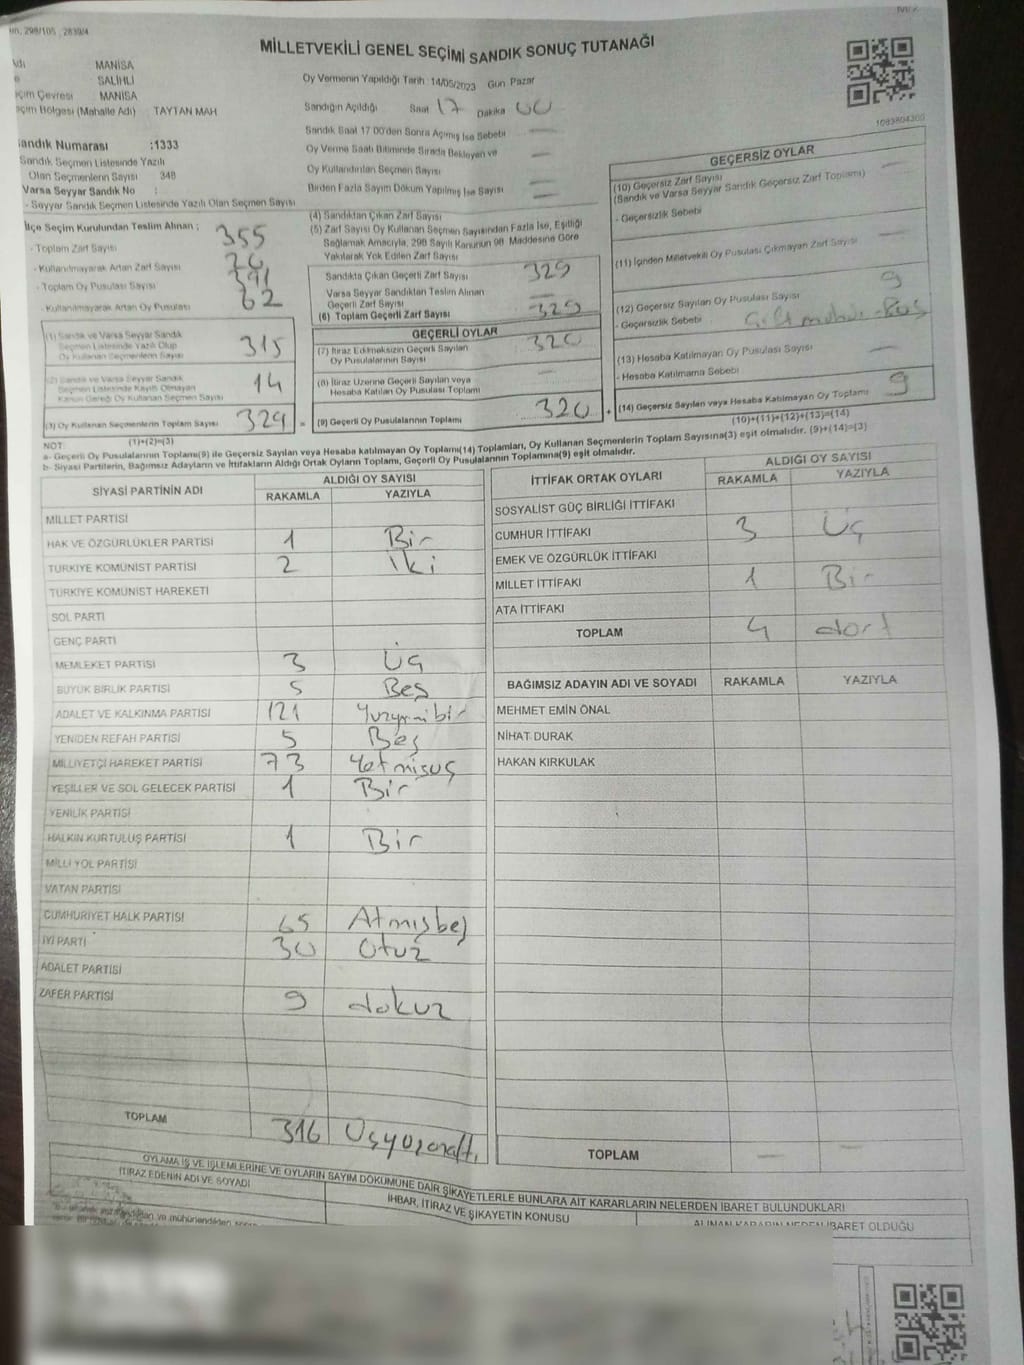 298/105 , 2839/4
MİLLETVEKİLİ GENEL SEÇİMİ SANDIK SONUÇ TUTANAĞI
MANİSA
SALİHLİ
MANİSA
Seçim Bölgesi (Mahalle Adı) : TAYTAN MAH
Oy Vermenin Yapıldığı Tarih : 14/05/2023 Gün Pazar
Sandığın Açıldığı Saat 17 Dakika 00
Sandık Saat 17 00'den Sonra Açılmış İse Sebebi
Oy Verme Saati Bitiminde Sırada Bekleyen ve
Oy Kullandırılan Seçmen Sayısı
Birden Fazla Sayım Döküm Yapılmış İse Sayısı
1083804300
Sandık Numarası :1333
Sandık Seçmen Listesinde Yazılı
Olan Seçmenlerin Sayısı : 348
Varsa Seyyar Sandık No :
- Seyyar Sandık Seçmen Listesinde Yazılı Olan Seçmen Sayısı
İlçe Seçim Kurulundan Teslim Alınan ;
- Toplam Zarf Sayısı 355
- Kullanılmayarak Artan Zarf Sayısı
- Toplam Oy Pusulası Sayısı
- Kullanılmayarak Artan Oy Pusulası 62
(1) Sandık ve Varsa Seyyar Sandık
Seçmen Listesinde Yazılı Olup
Oy Kullanan Seçmenlerin Sayısı 315
(2) Sandık ve Varsa Seyyar Sandık
Seçmen Listesinde Kayıtlı Olmayan
Kanun Gereği Oy Kullanan Seçmen Sayısı 14
(3) Oy Kullanan Seçmenlerin Toplam Sayısı 329
(1)+(2)=(3)
(4) Sandıktan Çıkan Zarf Sayısı
(5) Zarf Sayısı Oy Kullanan Seçmen Sayısından Fazla İse, Eşitliği
Sağlamak Amacıyla, 298 Sayılı Kanunun 98. Maddesine Göre
Yakılarak Yok Edilen Zarf Sayısı
Sandıkta Çıkan Geçerli Zarf Sayısı 329
Varsa Seyyar Sandıktan Teslim Alınan
Geçerli Zarf Sayısı
(6) Toplam Geçerli Zarf Sayısı 329
GEÇERLİ OYLAR
(7) İtiraz Edilmeksizin Geçerli Sayılan
Oy Pusulalarının Sayısı 320
(8) İtiraz Üzerine Geçerli Sayılan veya
Hesaba Katılan Oy Pusulası Toplamı
(9) Geçerli Oy Pusulalarının Toplamı 320
GEÇERSİZ OYLAR
(10) Geçersiz Zarf Sayısı
(Sandık ve Varsa Seyyar Sandık Geçersiz Zarf Toplamı)
- Geçersizlik Sebebi
(11) İçinden Milletvekili Oy Pusulası Çıkmayan Zarf Sayısı
(12) Geçersiz Sayılan Oy Pusulası Sayısı 9
- Geçersizlik Sebebi
(13) Hesaba Katılmayan Oy Pusulası Sayısı
- Hesaba Katılmama Sebebi
(14) Geçersiz Sayılan veya Hesaba Katılmayan Oy Toplamı 9
(10)+(11)+(12)+(13)=(14)
NOT:
a- Geçerli Oy Pusulalarının Toplamı(9) ile Geçersiz Sayılan veya Hesaba Katılmayan Oy Toplamı(14) Toplamları, Oy Kullanan Seçmenlerin Toplam Sayısına(3) eşit olmalıdır. (9)+(14)=(3)
b- Siyasi Partilerin, Bağımsız Adayların ve İttifakların Aldığı Ortak Oyların Toplamı, Geçerli Oy Pusulalarının Toplamına(9) eşit olmalıdır.
SİYASİ PARTİNİN ADI ALDIĞI OY SAYISI
RAKAMLA YAZIYLA
MİLLET PARTİSİ
HAK VE ÖZGÜRLÜKLER PARTİSİ 1 Bir
TÜRKİYE KOMÜNİST PARTİSİ 2 İki
TÜRKİYE KOMÜNİST HAREKETİ
SOL PARTİ
GENÇ PARTİ
MEMLEKET PARTİSİ 3 Üç
BÜYÜK BİRLİK PARTİSİ 5 Beş
ADALET VE KALKINMA PARTİSİ 121 Yuzyirmibir
YENİDEN REFAH PARTİSİ 5 Beş
MİLLİYETÇİ HAREKET PARTİSİ 73 Yetmişuç
YEŞİLLER VE SOL GELECEK PARTİSİ 1 Bir
YENİLİK PARTİSİ
HALKIN KURTULUŞ PARTİSİ 1 Bir
MİLLİ YOL PARTİSİ
VATAN PARTİSİ
CUMHURİYET HALK PARTİSİ 65 Atmışbeş
İYİ PARTİ 30 Otuz
ADALET PARTİSİ
ZAFER PARTİSİ 9 dokuz
TOPLAM 316 Üçyüzonaltı
İTTİFAK ORTAK OYLARI ALDIĞI OY SAYISI
RAKAMLA YAZIYLA
SOSYALİST GÜÇ BİRLİĞİ İTTİFAKI
CUMHUR İTTİFAKI 3 Üç
EMEK VE ÖZGÜRLÜK İTTİFAKI
MİLLET İTTİFAKI 1 Bir
ATA İTTİFAKI
TOPLAM 4 dört
BAĞIMSIZ ADAYIN ADI VE SOYADI RAKAMLA YAZIYLA
MEHMET EMİN ÖNAL
NİHAT DURAK
HAKAN KIRKULAK
TOPLAM
OYLAMA İŞ VE İŞLEMLERİNE VE OYLARIN SAYIM DÖKÜMÜNE DAİR ŞİKAYETLERLE BUNLARA AİT KARARLARIN NELERDEN İBARET BULUNDUKLARI
İTİRAZ EDENİN ADI VE SOYADI
İHBAR, İTİRAZ VE ŞİKAYETİN KONUSU
ALINAN KARARIN NEDEN İBARET OLDUĞU